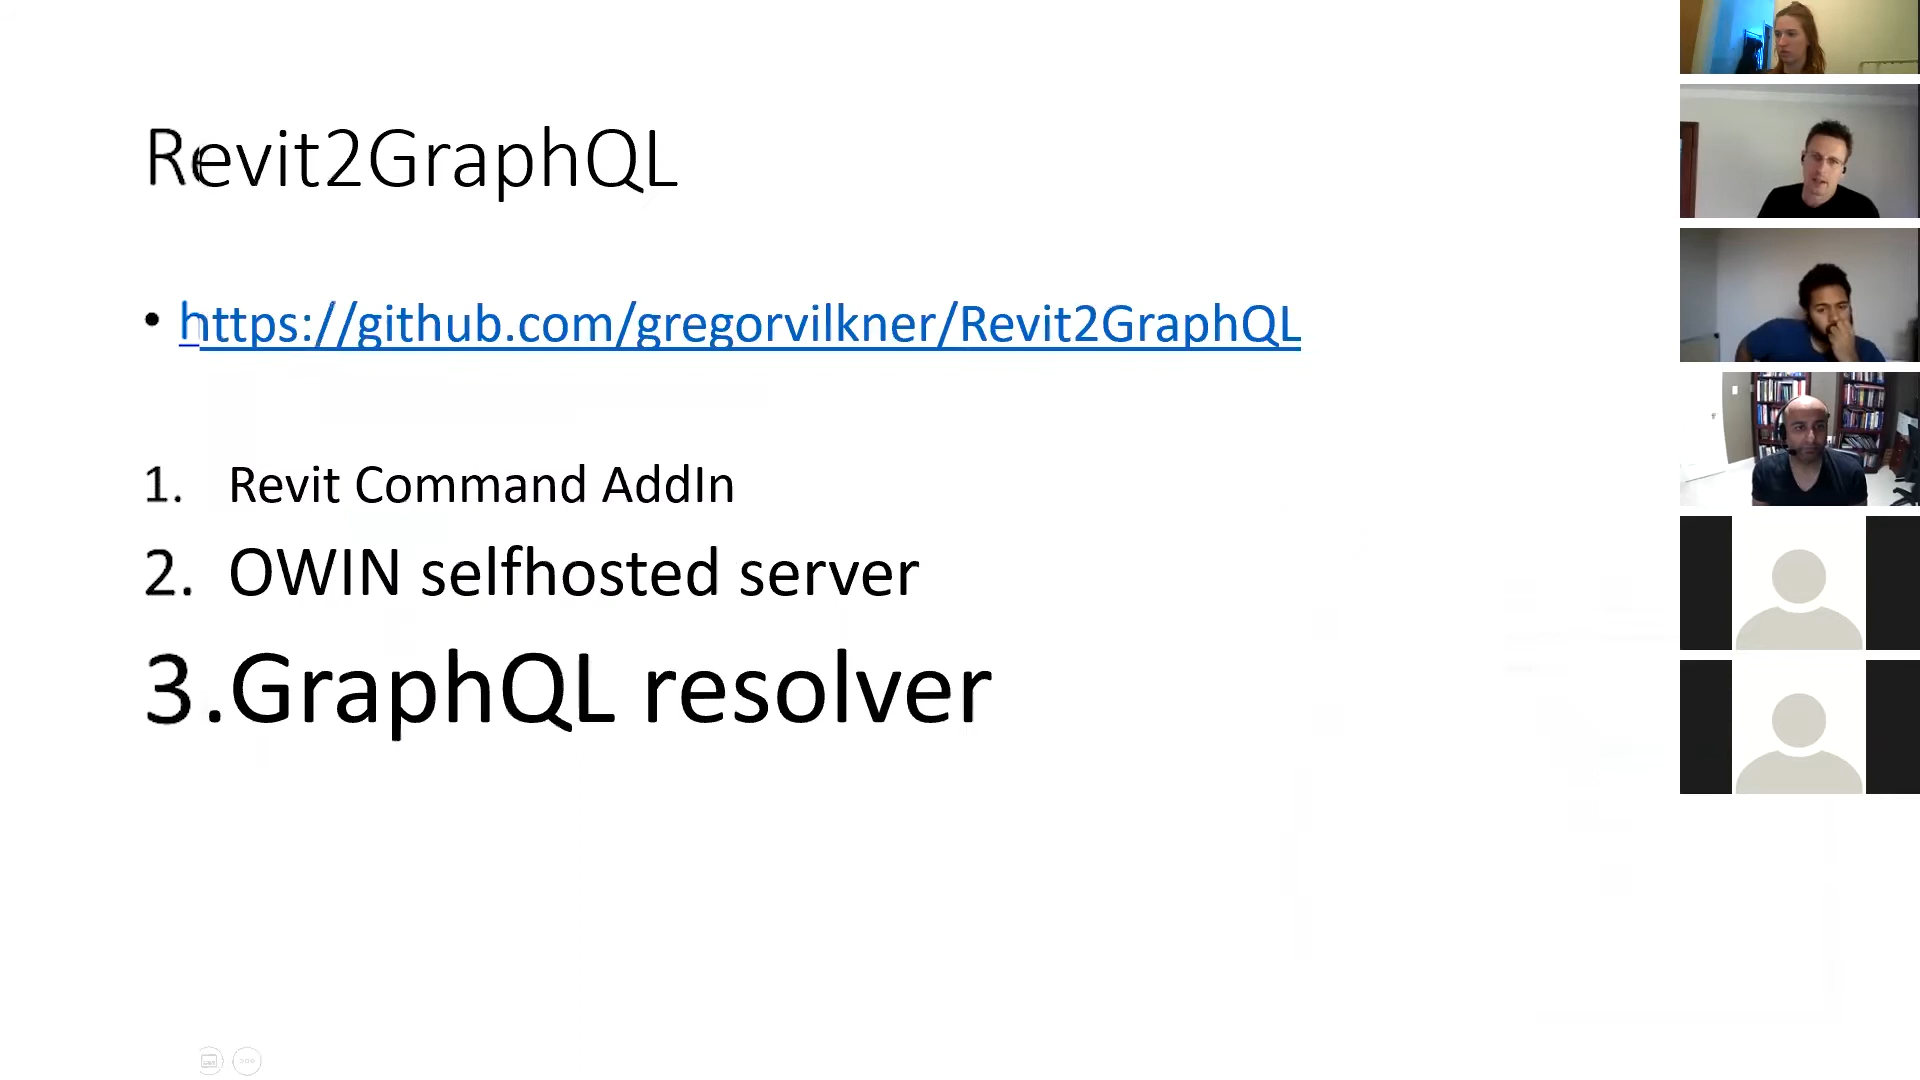 Revit2GraphQL
• https://github.com/gregorvilkner/Revit2GraphQL
1. Revit Command AddIn
2. OWIN selfhosted server
3. GraphQL resolver